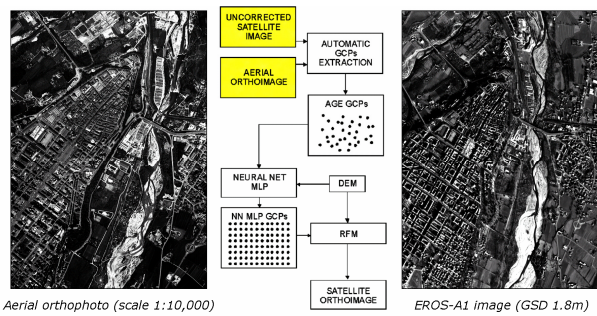 UNCORRECTED
SATELLITE
IMAGE
AUTOMATIC
GCPs
EXTRACTION
AERIAL
ORTHOIMAGE
AGE GCPs
NEURAL NET
MLP
DEM
NN MLP GCPs
RFM
SATELLITE
ORTHOIMAGE
Aerial orthophoto (scale 1:10,000)
EROS-A1 image (GSD 1.8m)